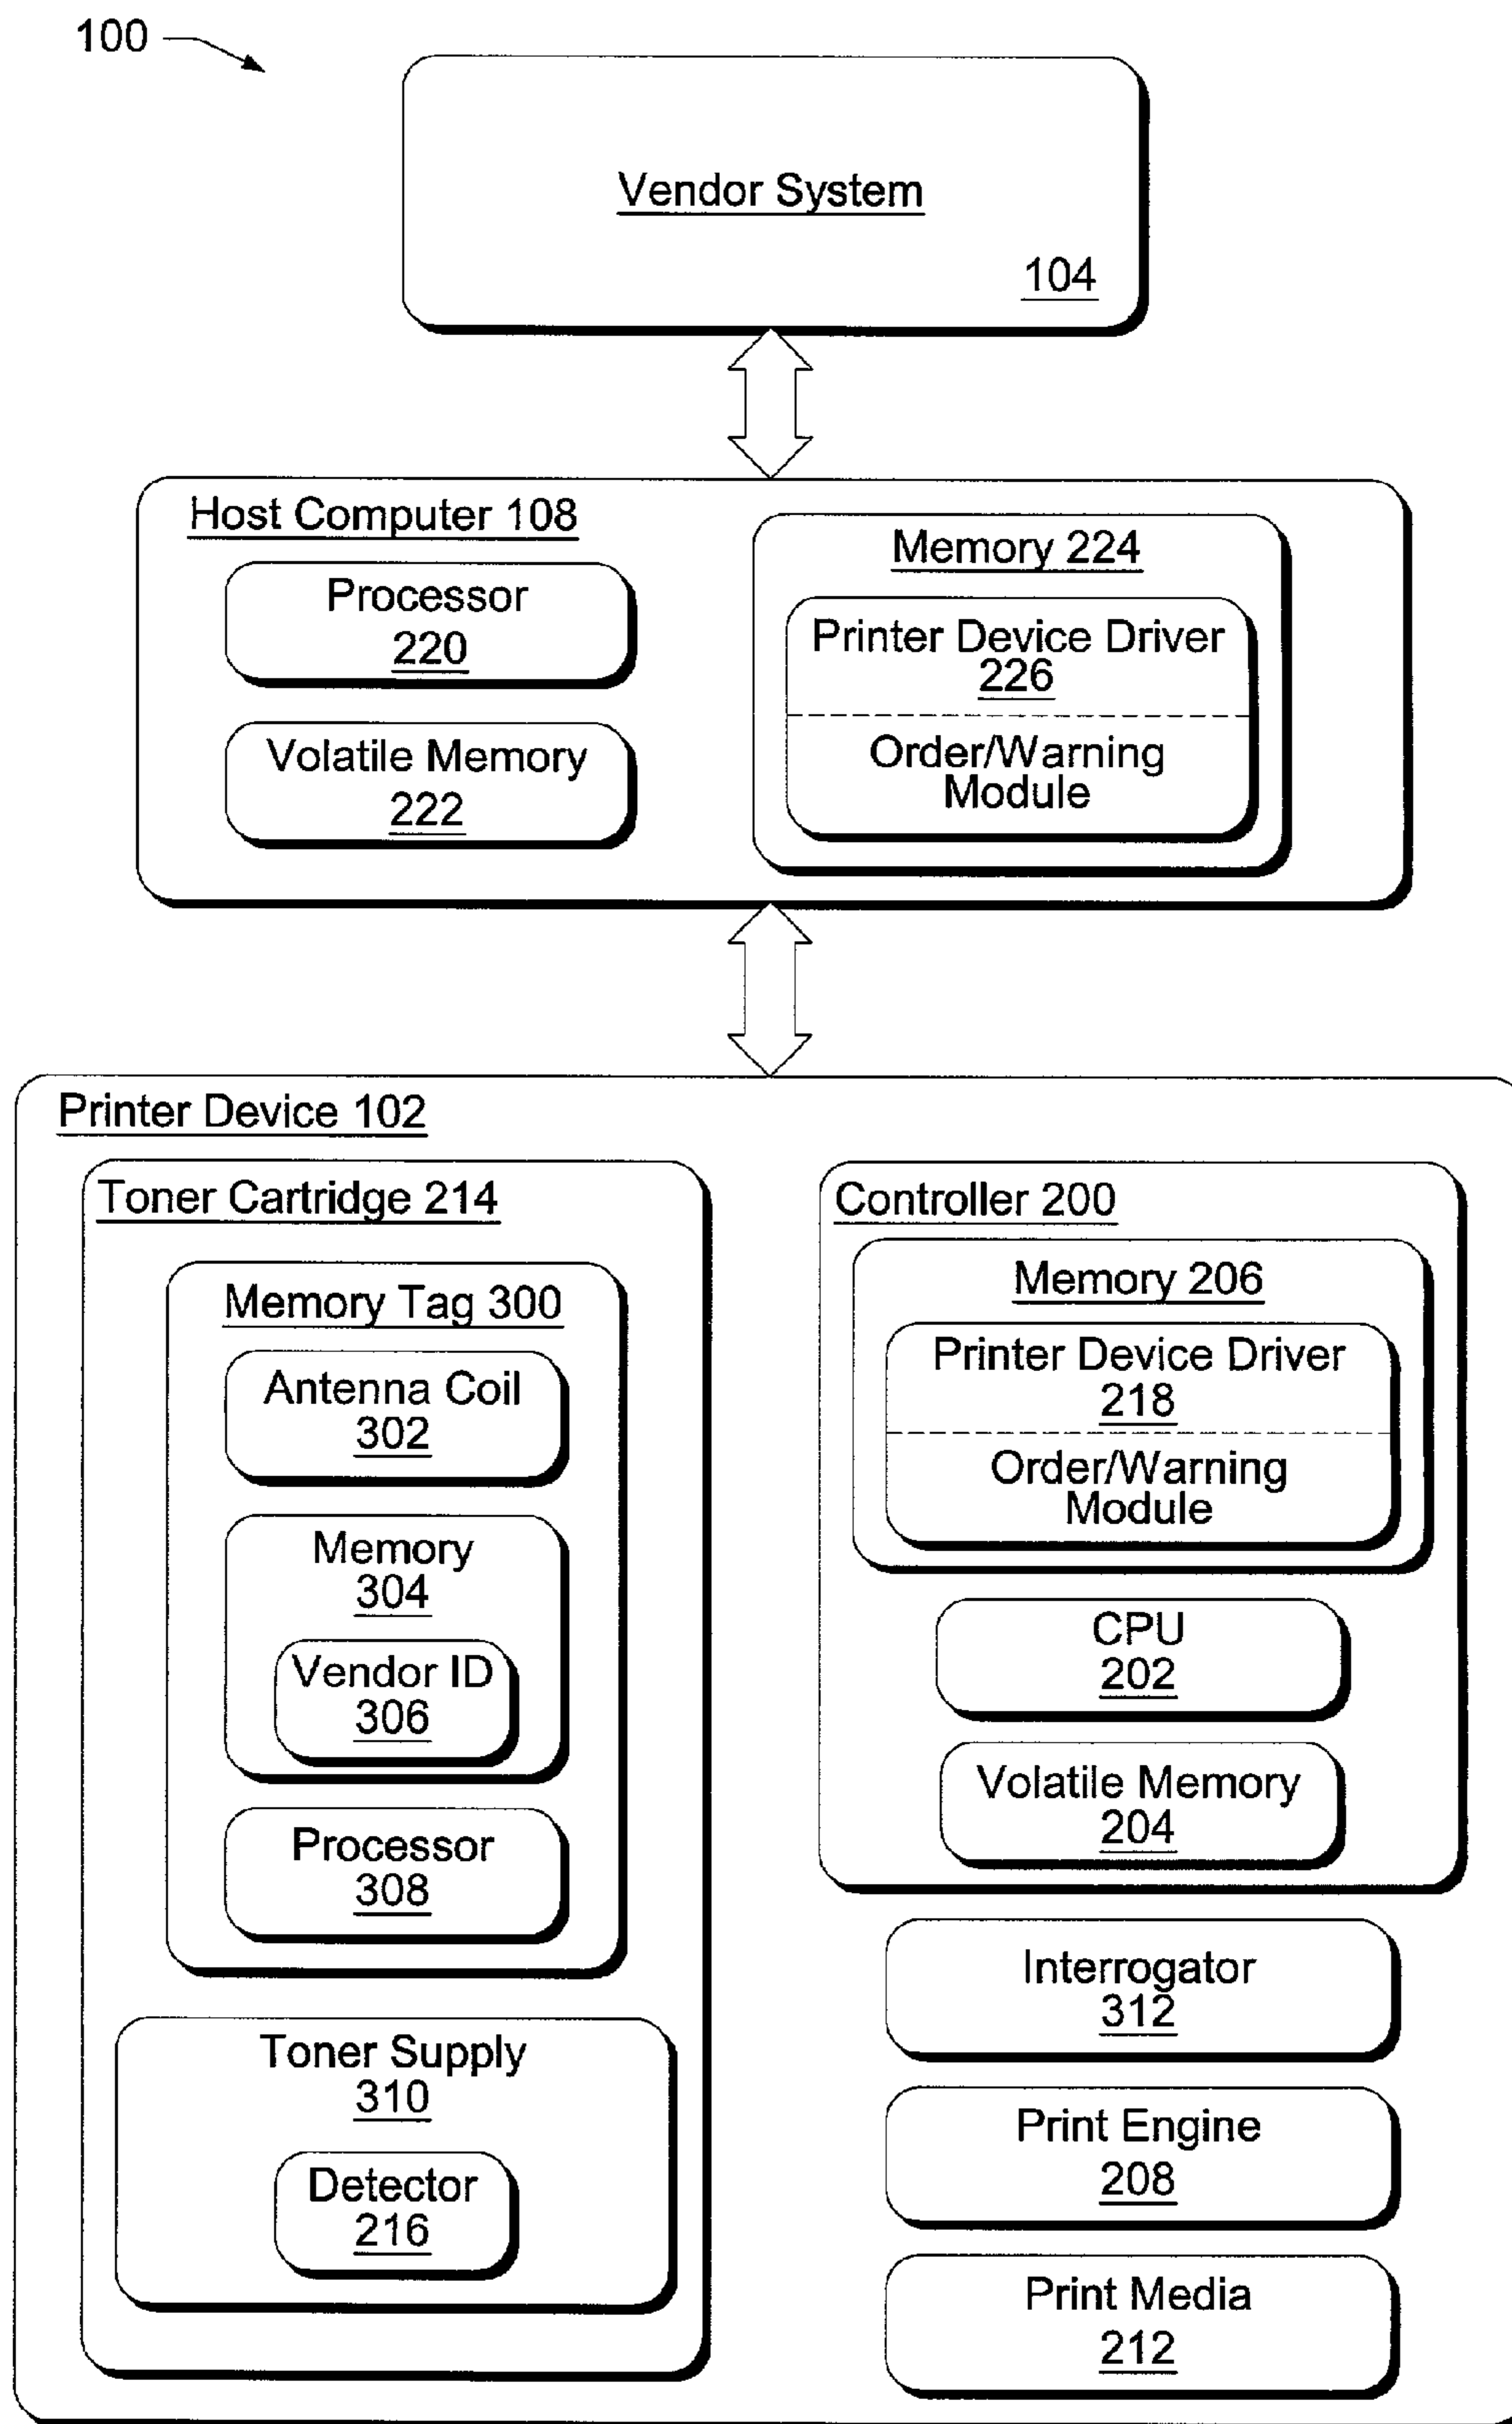 100
Vendor System
104
Host Computer 108
Processor
220
Volatile Memory
222
Memory 224
Printer Device Driver
226
Order/Warning
Module
Printer Device 102
Toner Cartridge 214
Memory Tag 300
Antenna Coil
302
Memory
304
Vendor ID
306
Processor
308
Toner Supply
310
Detector
216
Controller 200
Memory 206
Printer Device Driver
218
Order/Warning
Module
CPU
202
Volatile Memory
204
Interrogator
312
Print Engine
208
Print Media
212